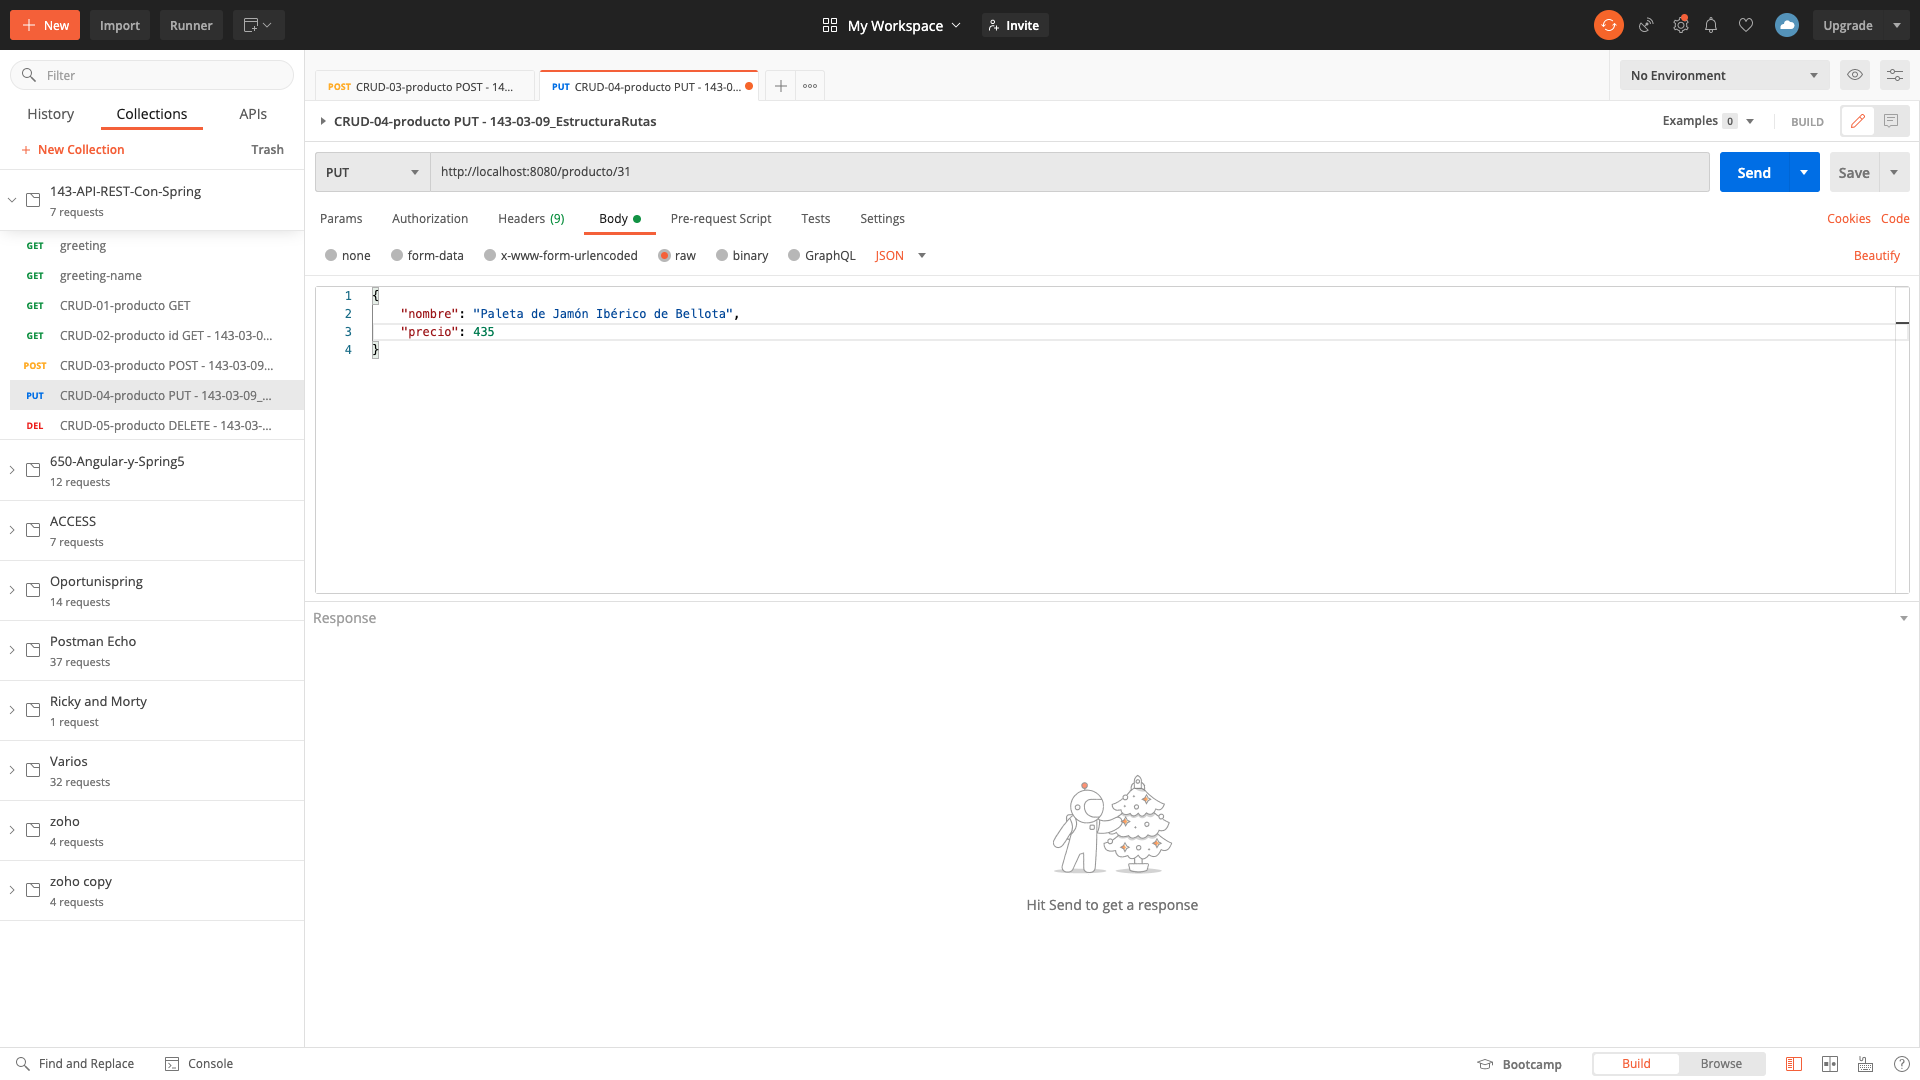 New
Import
Runner
My Workspace
Invite
Upgrade
Filter
History
Collections
APIs
New Collection
Trash
143-API-REST-Con-Spring
7 requests
GET greeting
GET greeting-name
GET CRUD-01-producto GET
GET CRUD-02-producto id GET - 143-03-0...
POST CRUD-03-producto POST - 143-03-09...
PUT CRUD-04-producto PUT - 143-03-09_...
DEL CRUD-05-producto DELETE - 143-03-...
650-Angular-y-Spring5
12 requests
ACCESS
7 requests
Oportunispring
14 requests
Postman Echo
37 requests
Ricky and Morty
1 request
Varios
32 requests
zoho
4 requests
zoho copy
4 requests
POST CRUD-03-producto POST - 14...
PUT CRUD-04-producto PUT - 143-0...
No Environment
CRUD-04-producto PUT - 143-03-09_EstructuraRutas
Examples 0
BUILD
PUT
http://localhost:8080/producto/31
Send
Save
Params
Authorization
Headers (9)
Body
Pre-request Script
Tests
Settings
Cookies
Code
none
form-data
x-www-form-urlencoded
raw
binary
GraphQL
JSON
Beautify
1 {
2 "nombre": "Paleta de Jamón Ibérico de Bellota",
3 "precio": 435
4 }
Response
Hit Send to get a response
Find and Replace
Console
Bootcamp
Build
Browse